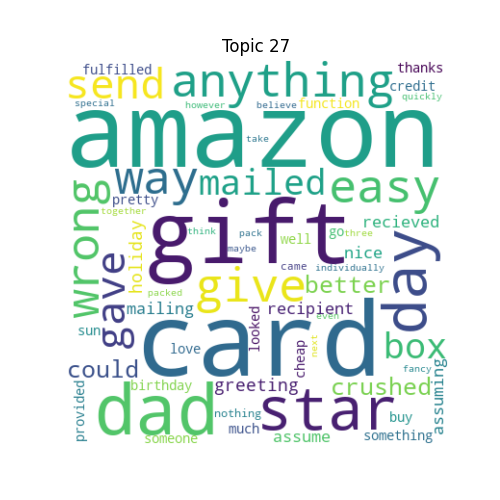 Topic 27
fulfilled
thanks
send
anything
credit
quickly
special
however
believe
function
amazon
take
way
mailed
easy
wrong
pretty
together
gift
recieved
holiday
think
pack
well
go
three
maybe
nice
day
gave
came
individually
give
better
packed
mailing
recipient
sun
looked
even
next
card
box
could
love
cheap
fancy
assuming
birthday
greeting
crushed
provided
dad
star
nothing
buy
much
someone
assume
something